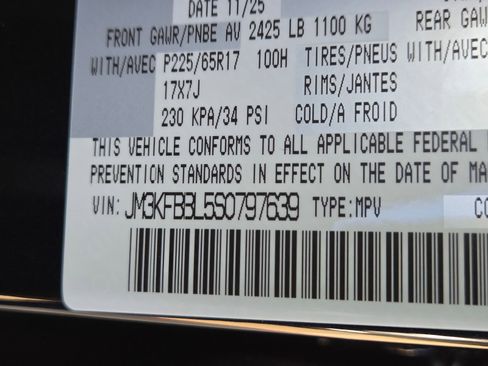 DATE 11/25
FRONT GAWR/PNBE AV 2425 LB 1100 KG REAR GAWR
WITH/AVEC P225/65R17 100H TIRES/PNEUS WITH/AVEC
17X7J RIMS/JANTES
230 KPA/34 PSI COLD/A FROID
THIS VEHICLE CONFORMS TO ALL APPLICABLE FEDERAL
PREVENTION STANDARDS IN EFFECT ON THE DATE OF MA
VIN: JM3KFBBL5S0797639 TYPE:MPV CO